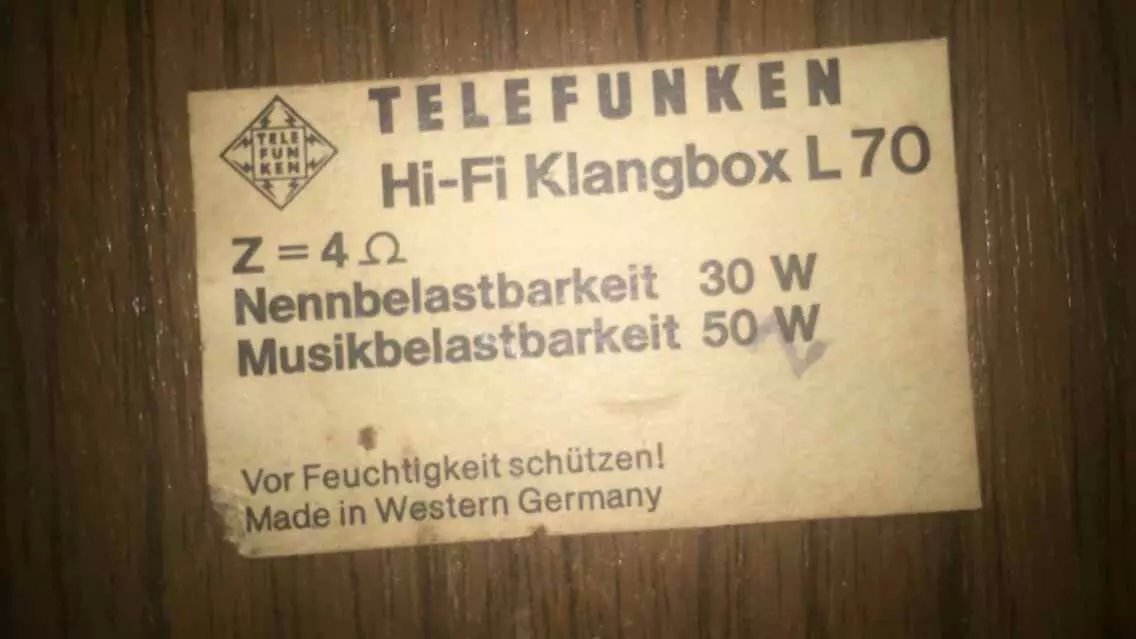 TELEFUNKEN
TELE
FUN
KEN
Hi-Fi Klangbox L 70
Z = 4 Ω
Nennbelastbarkeit 30 W
Musikbelastbarkeit 50 W
Vor Feuchtigkeit schützen!
Made in Western Germany